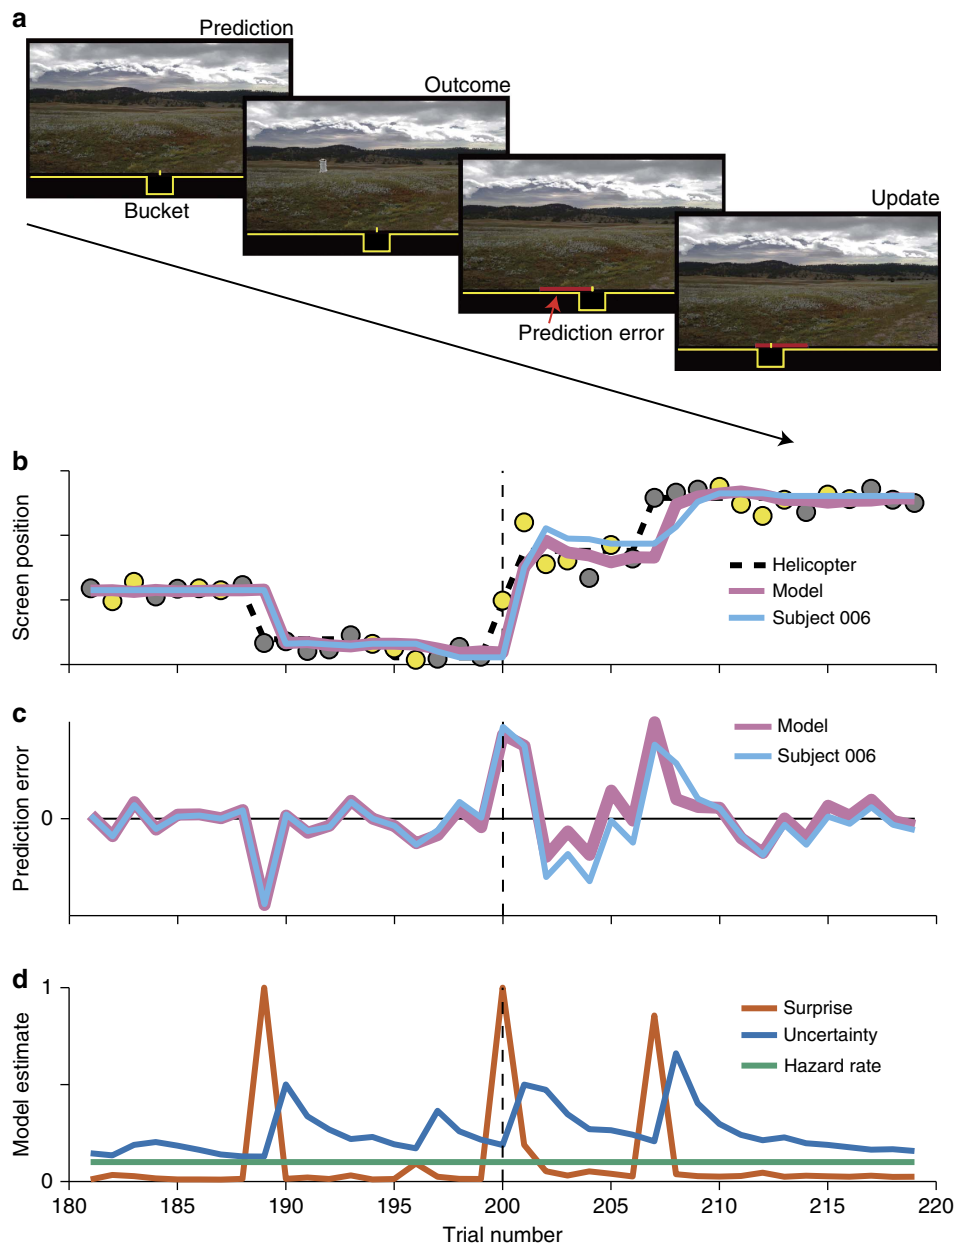 a
Prediction
Outcome
Update
Bucket
Prediction error
b
Screen position
Helicopter
Model
Subject 006
c
Prediction error
0
Model
Subject 006
d
Model estimate
1
0
Surprise
Uncertainty
Hazard rate
180 185 190 195 200 205 210 215 220
Trial number